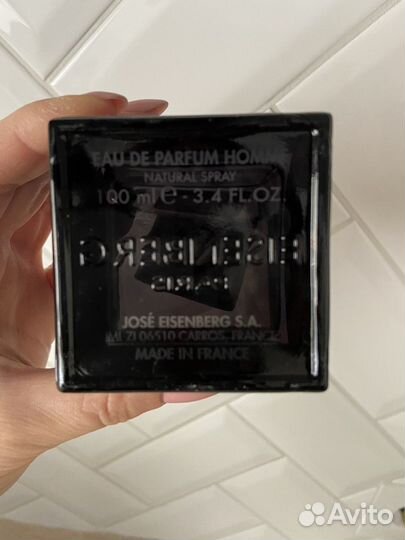 EAU DE PARFUM HOMME
NATURAL SPRAY
100 ml e - 3.4 FL.OZ.
EISENBERG
PARIS
JOSÉ EISENBERG S.A.
ZI 06510 CARROS, FRANCE
MADE IN FRANCE
Avito